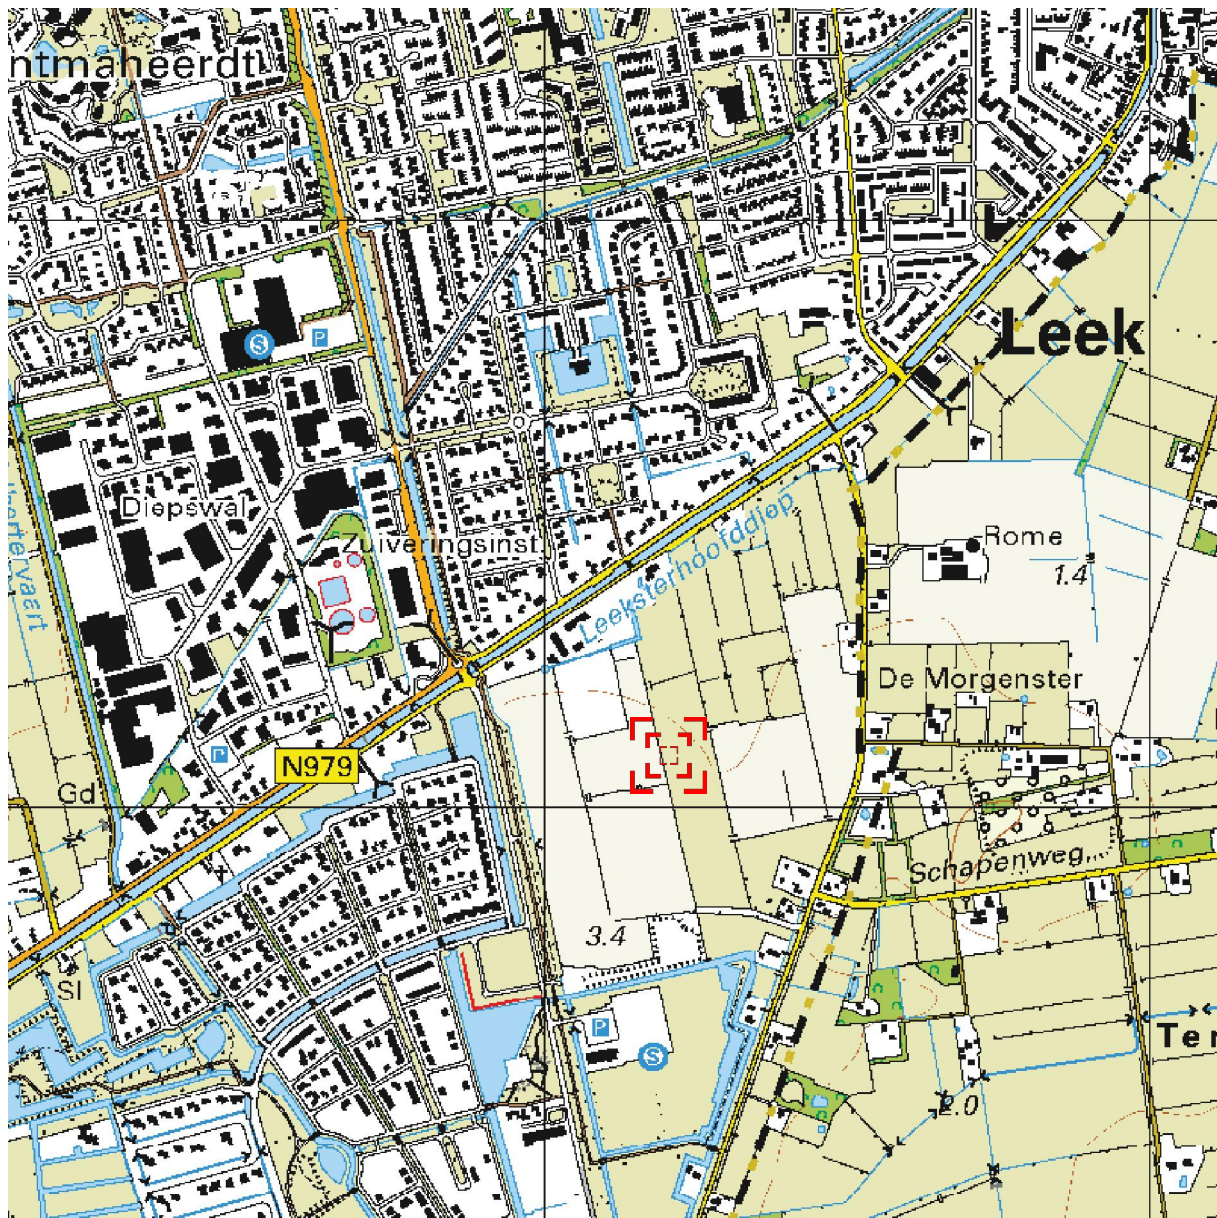 ntmaheerdt
S
P
Leek
Diepswal
Zuiveringsinst.
Leeksterhoofddiep
Rome
1.4
De Morgenster
N979
Gd
Schapenweg
3.4
Sl
P
S
Ter
2.0